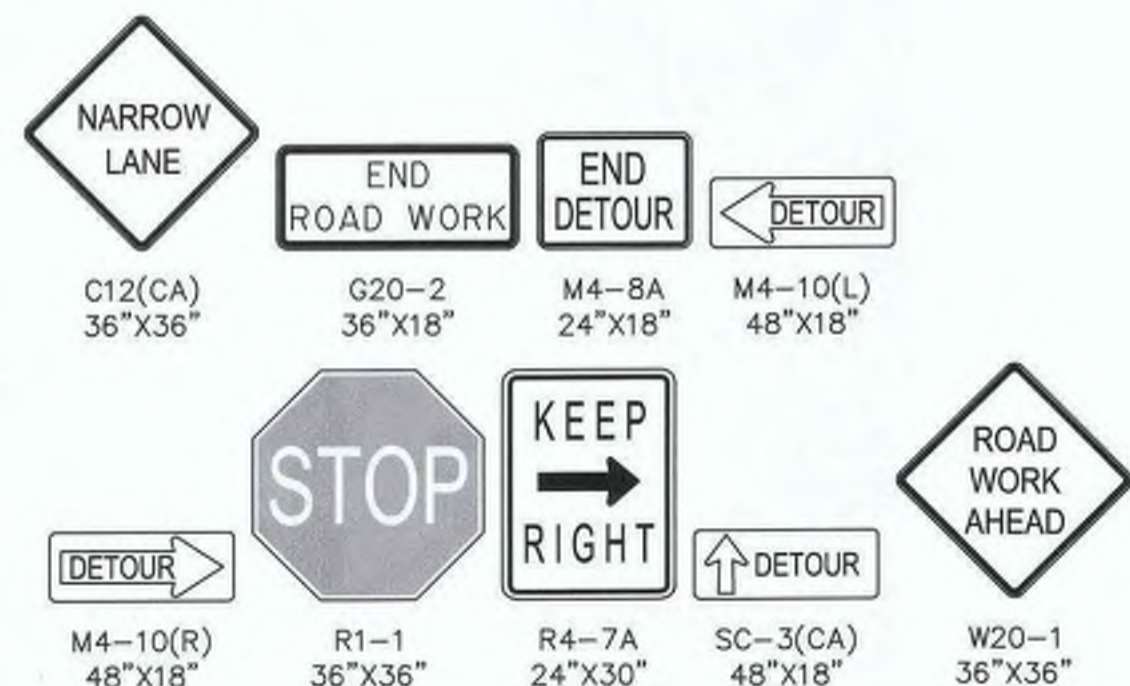 NARROW
LANE
END
ROAD WORK
END
DETOUR
DETOUR
C12(CA)
36"X36"
G20-2
36"X18"
M4-8A
24"X18"
M4-10(L)
48"X18"
DETOUR
STOP
KEEP
RIGHT
DETOUR
ROAD
WORK
AHEAD
M4-10(R)
48"X18"
R1-1
36"X36"
R4-7A
24"X30"
SC-3(CA)
48"X18"
W20-1
36"X36"